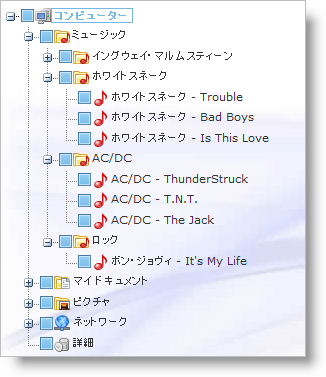 コンピューター
ミュージック
イングウェイ・マルムスティーン
ホワイトスネーク
ホワイトスネーク - Trouble
ホワイトスネーク - Bad Boys
ホワイトスネーク - Is This Love
AC/DC
AC/DC - ThunderStruck
AC/DC - T.N.T.
AC/DC - The Jack
ロック
ボン・ジョヴィ - It's My Life
マイドキュメント
ピクチャ
ネットワーク
詳細